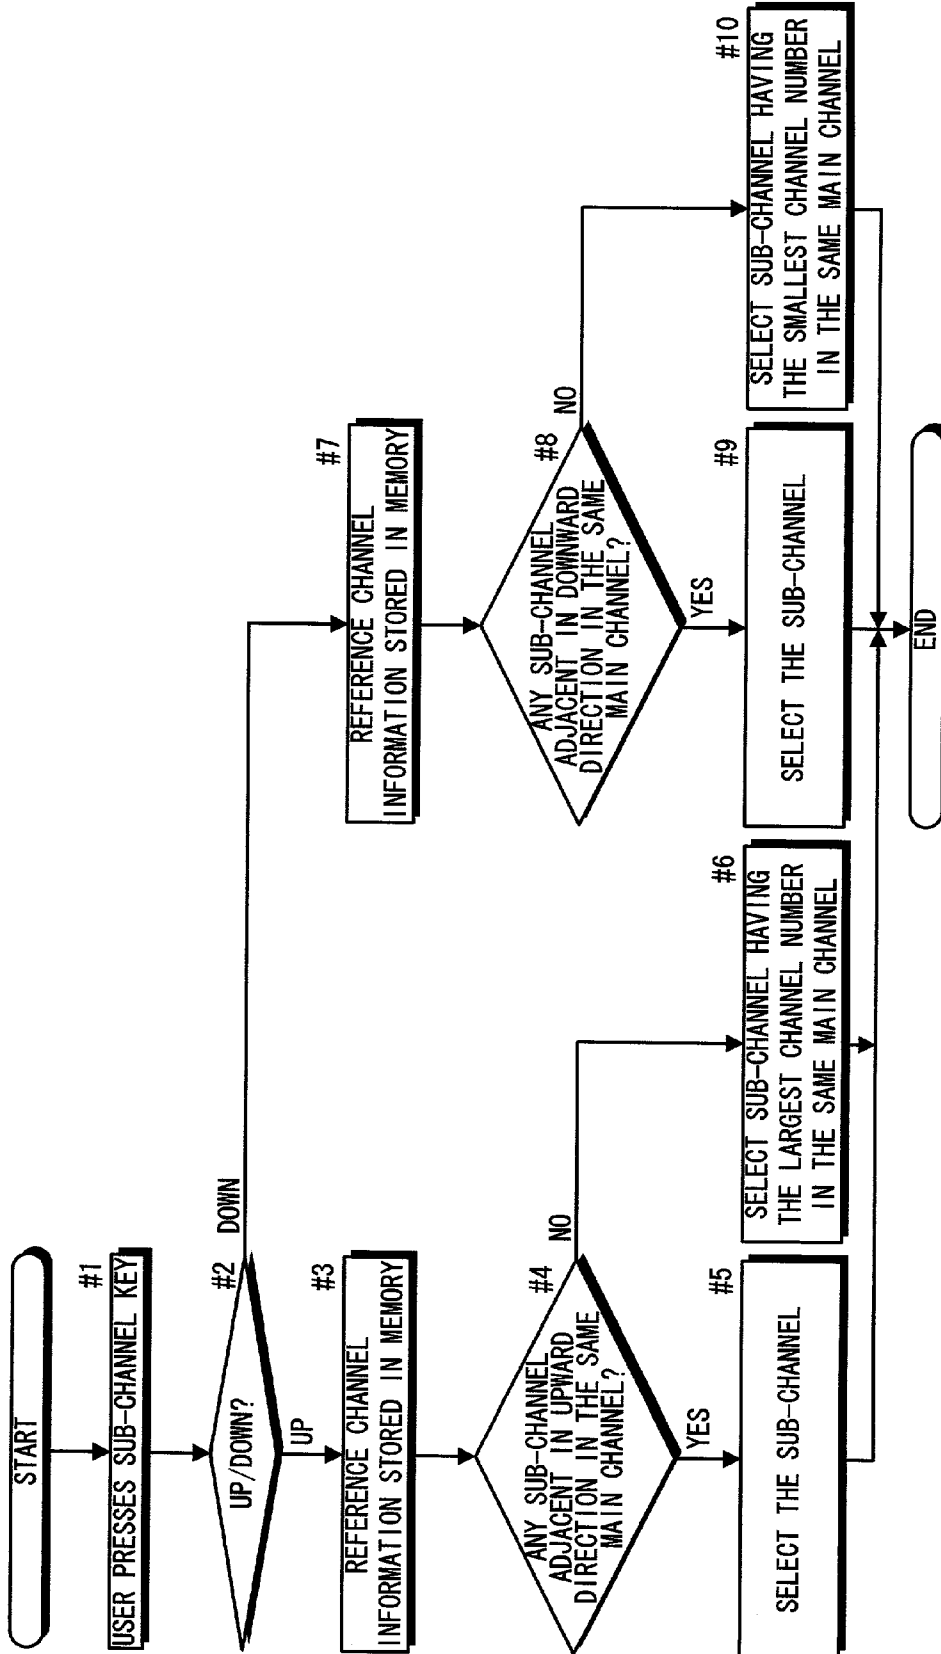 START
#1
USER PRESSES SUB-CHANNEL KEY
#2
UP/DOWN?
DOWN
UP
#3
REFERENCE CHANNEL
INFORMATION STORED IN MEMORY
#4
ANY SUB-CHANNEL
ADJACENT IN UPWARD
DIRECTION IN THE SAME
MAIN CHANNEL?
NO
YES
#5
SELECT THE SUB-CHANNEL
#6
SELECT SUB-CHANNEL HAVING
THE LARGEST CHANNEL NUMBER
IN THE SAME MAIN CHANNEL
#7
REFERENCE CHANNEL
INFORMATION STORED IN MEMORY
#8
ANY SUB-CHANNEL
ADJACENT IN DOWNWARD
DIRECTION IN THE SAME
MAIN CHANNEL?
NO
YES
#9
SELECT THE SUB-CHANNEL
#10
SELECT SUB-CHANNEL HAVING
THE SMALLEST CHANNEL NUMBER
IN THE SAME MAIN CHANNEL
END